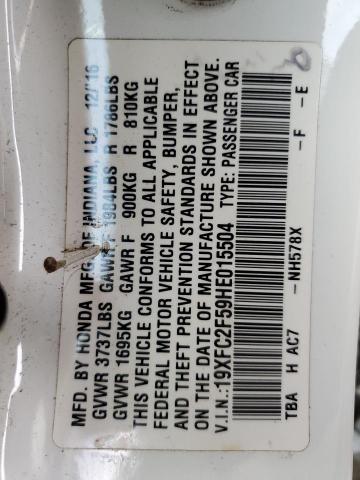 MFD. BY HONDA MFG. OF INDIANA, LLC 12/16
GVWR 3737LBS GAWR F 1984LBS R 1786LBS
GVWR 1695KG GAWR F 900KG R 810KG
THIS VEHICLE CONFORMS TO ALL APPLICABLE
FEDERAL MOTOR VEHICLE SAFETY, BUMPER,
AND THEFT PREVENTION STANDARDS IN EFFECT
ON THE DATE OF MANUFACTURE SHOWN ABOVE.
V.I.N.: 19XFC2F59HE015504 TYPE: PASSENGER CAR
TBA H AC7 -NH578X -F -E